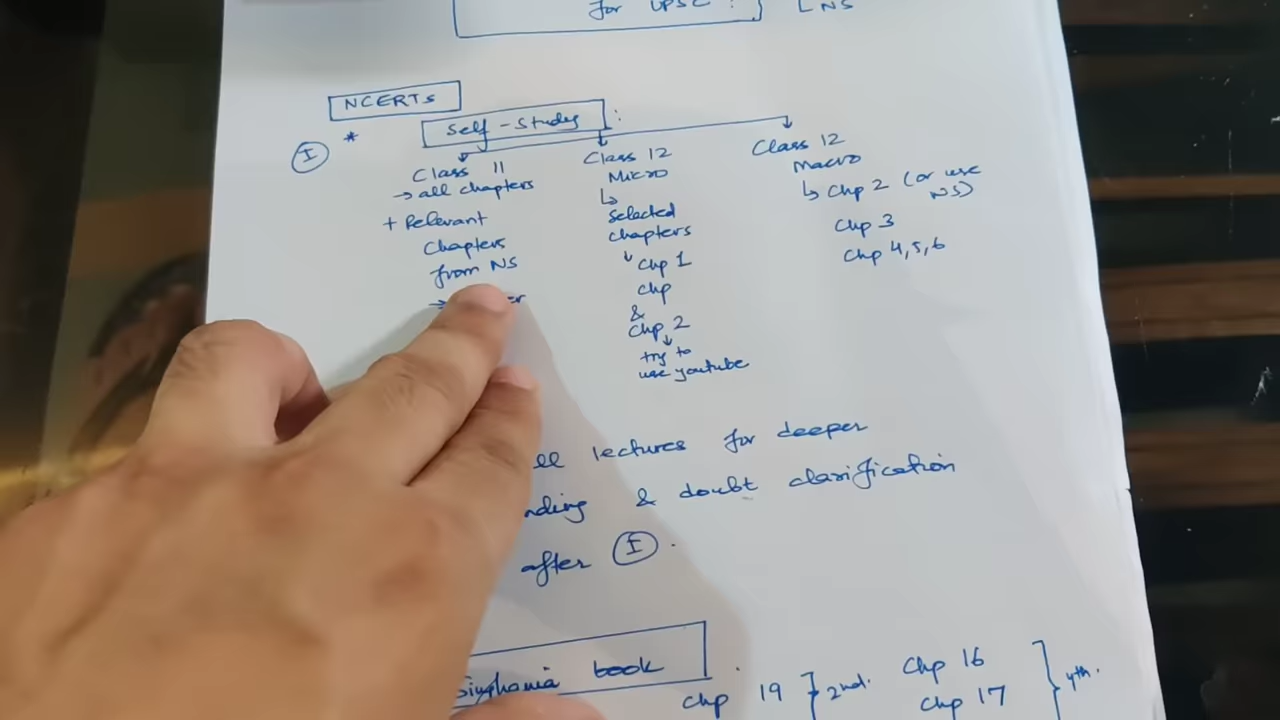 for UPSC
NS
NCERTs
Self-Study :
I
*
Class 11
→ all chapters
+ Relevant
Chapters
from NS
→
Class 12
Micro
↳
Selected
chapters
↓ Chp 1
Chp
&
Chp 2
↓
try to
use youtube
Class 12
Macro
↳ Chp 2 (or use
NS)
Chp 3
Chp 4,5,6
lectures for deeper
& doubt clarification
after I .
book
Chp 19 } 2nd.
Chp 16
Chp 17 } 4th.